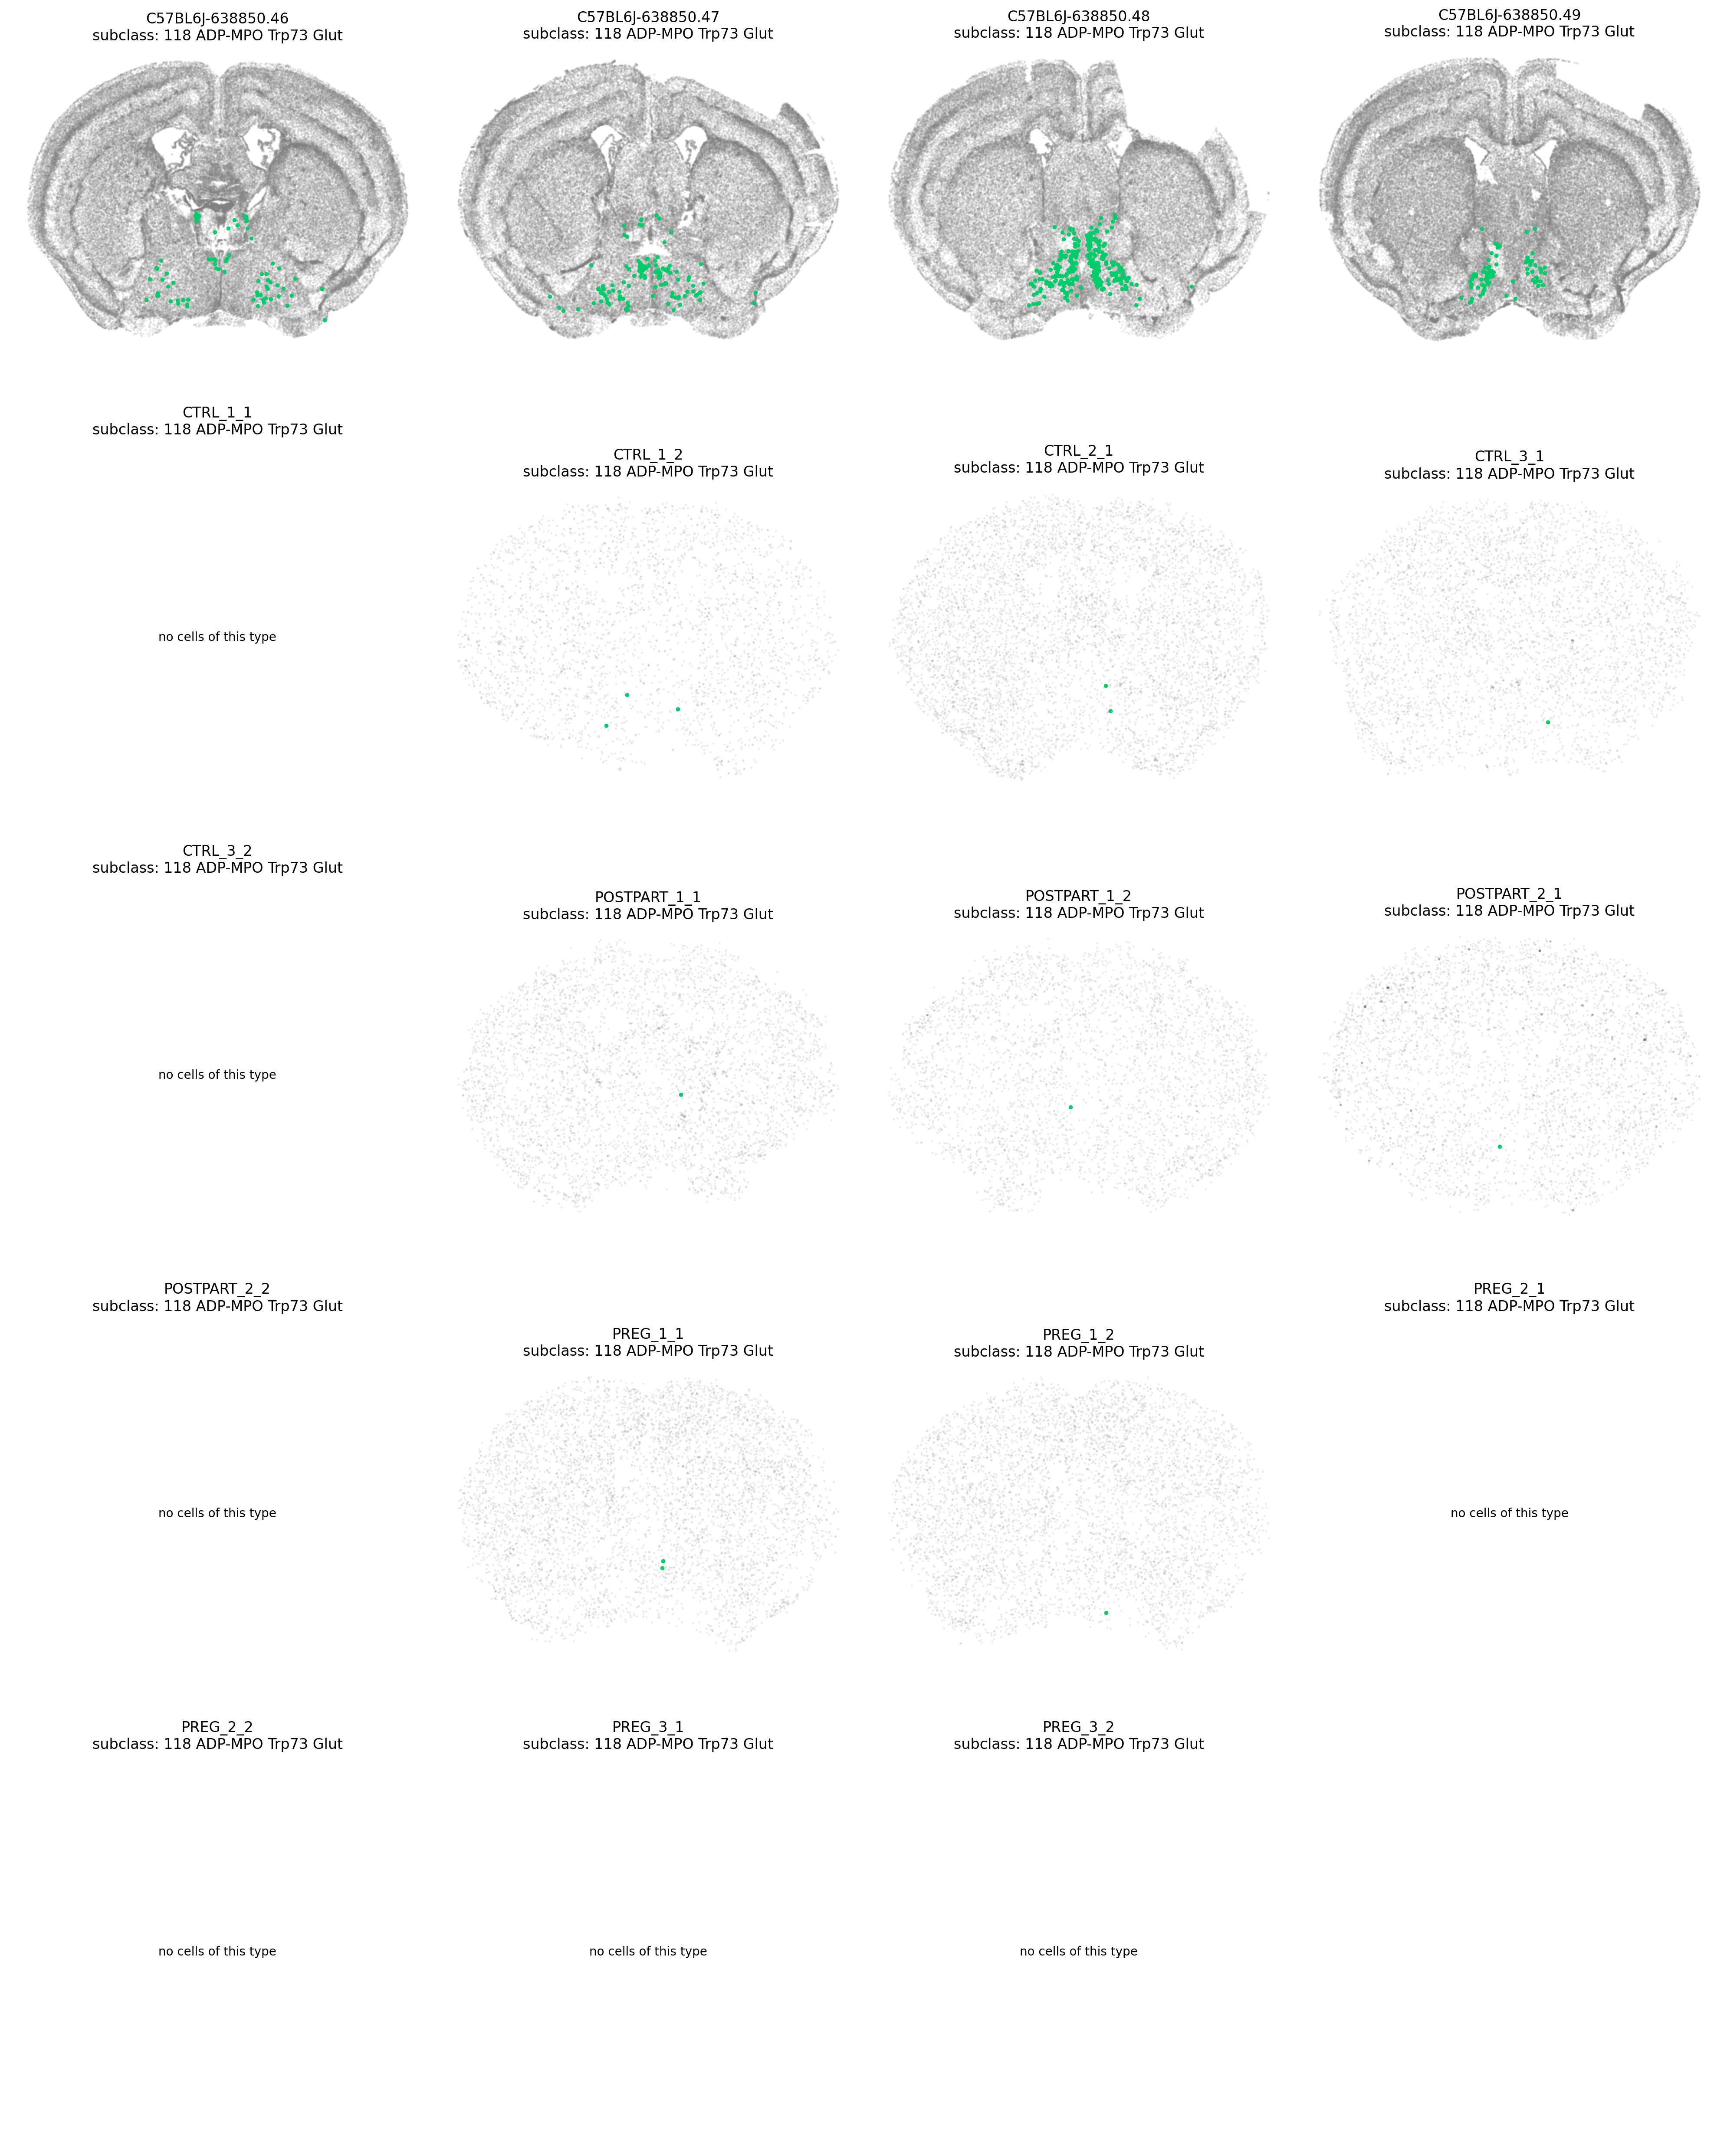 C57BL6J-638850.46
subclass: 118 ADP-MPO Trp73 Glut
C57BL6J-638850.47
subclass: 118 ADP-MPO Trp73 Glut
C57BL6J-638850.48
subclass: 118 ADP-MPO Trp73 Glut
C57BL6J-638850.49
subclass: 118 ADP-MPO Trp73 Glut
CTRL_1_1
subclass: 118 ADP-MPO Trp73 Glut
no cells of this type
CTRL_1_2
subclass: 118 ADP-MPO Trp73 Glut
CTRL_2_1
subclass: 118 ADP-MPO Trp73 Glut
CTRL_3_1
subclass: 118 ADP-MPO Trp73 Glut
CTRL_3_2
subclass: 118 ADP-MPO Trp73 Glut
no cells of this type
POSTPART_1_1
subclass: 118 ADP-MPO Trp73 Glut
POSTPART_1_2
subclass: 118 ADP-MPO Trp73 Glut
POSTPART_2_1
subclass: 118 ADP-MPO Trp73 Glut
POSTPART_2_2
subclass: 118 ADP-MPO Trp73 Glut
no cells of this type
PREG_1_1
subclass: 118 ADP-MPO Trp73 Glut
PREG_1_2
subclass: 118 ADP-MPO Trp73 Glut
PREG_2_1
subclass: 118 ADP-MPO Trp73 Glut
no cells of this type
PREG_2_2
subclass: 118 ADP-MPO Trp73 Glut
no cells of this type
PREG_3_1
subclass: 118 ADP-MPO Trp73 Glut
no cells of this type
PREG_3_2
subclass: 118 ADP-MPO Trp73 Glut
no cells of this type